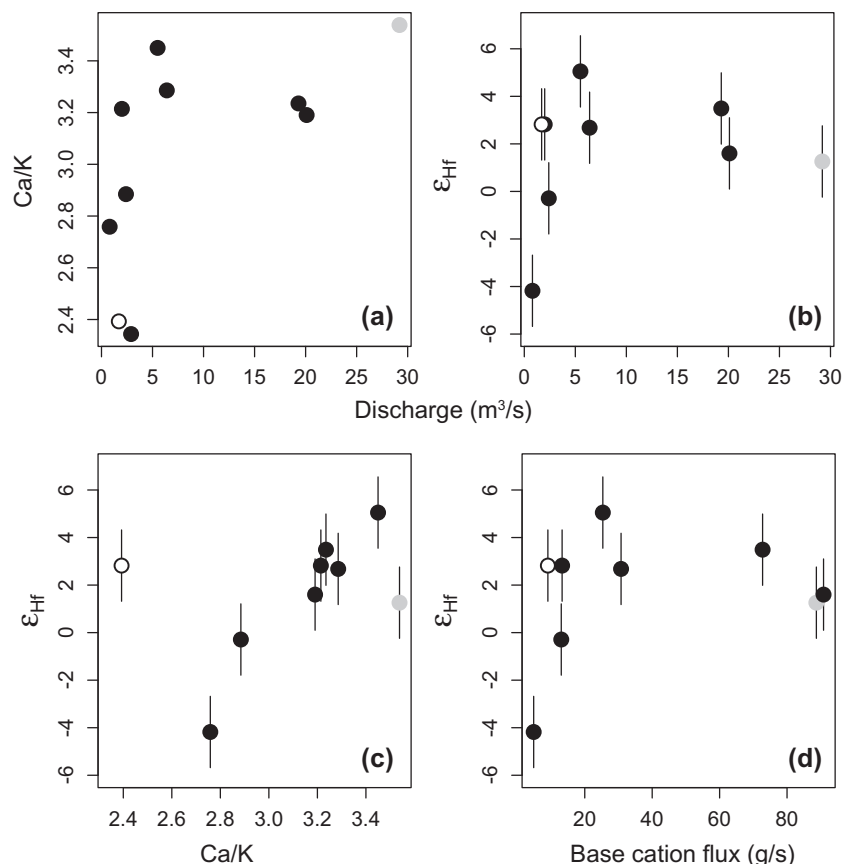 Ca/K
2.4 2.6 2.8 3.0 3.2 3.4
(a)
0 5 10 15 20 25 30
εHf
-6 -4 -2 0 2 4 6
(b)
0 5 10 15 20 25 30
Discharge (m³/s)
εHf
-6 -4 -2 0 2 4 6
(c)
2.4 2.6 2.8 3.0 3.2 3.4
Ca/K
εHf
-6 -4 -2 0 2 4 6
(d)
20 40 60 80
Base cation flux (g/s)